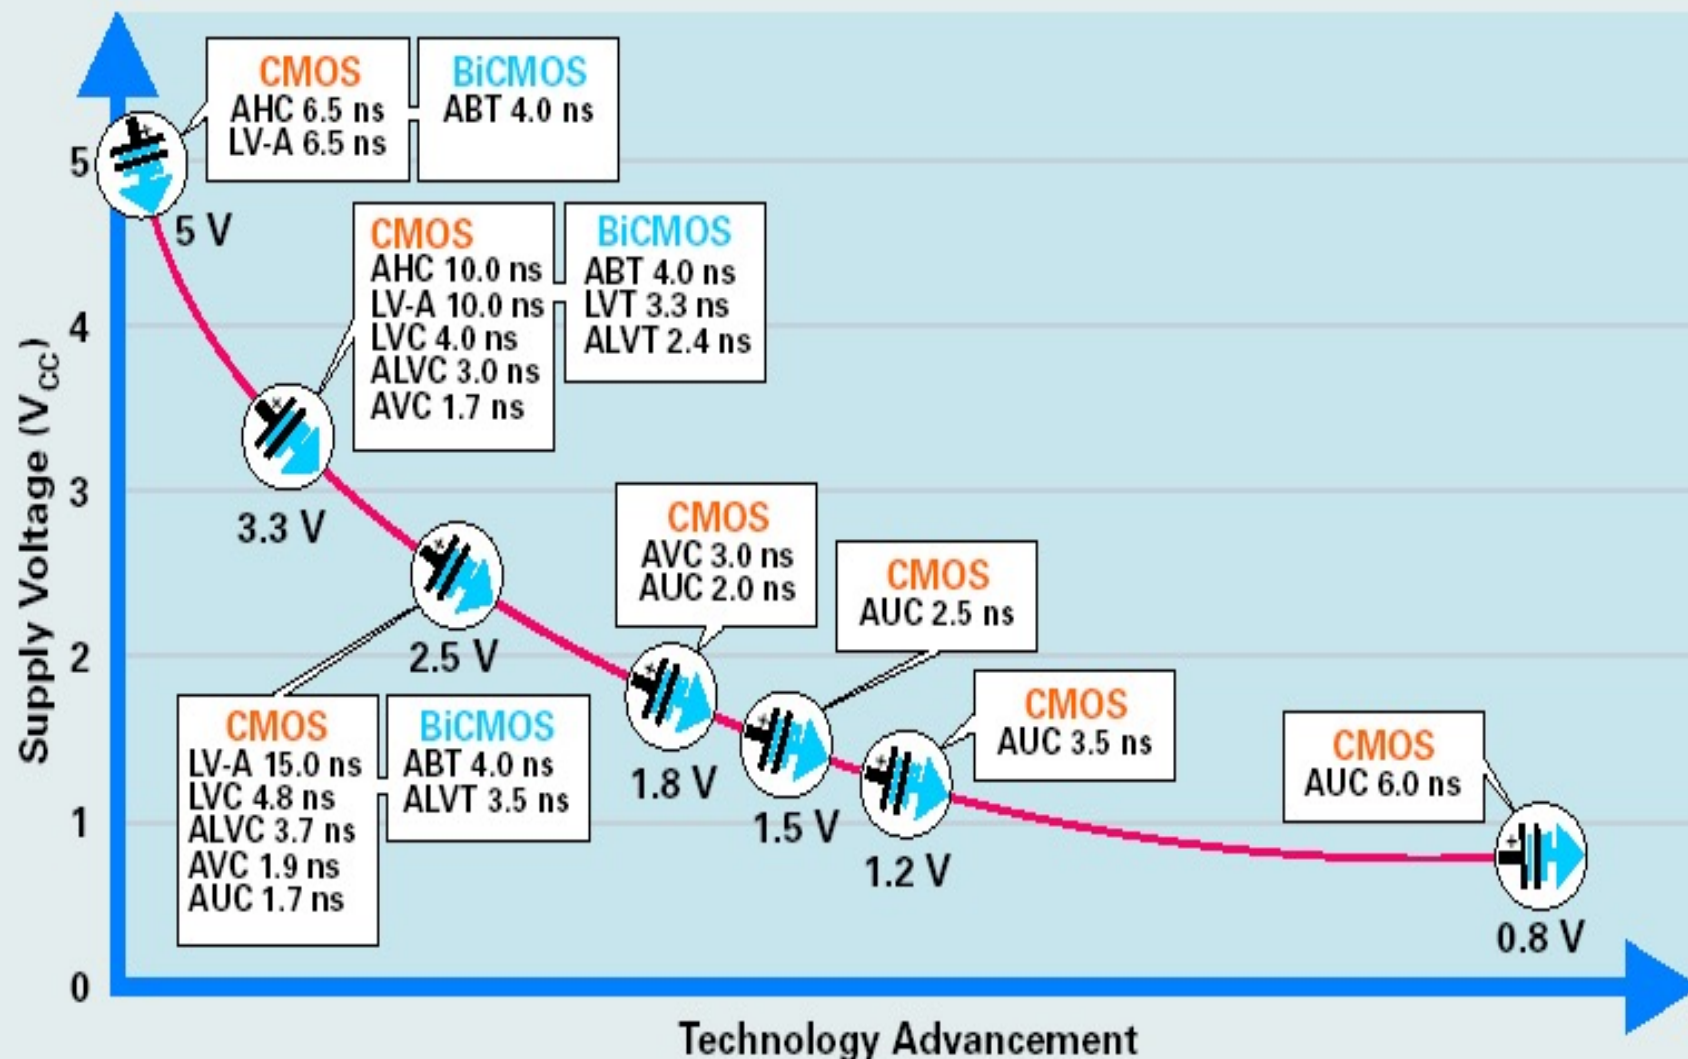 CMOS
AHC 6.5 ns
LV-A 6.5 ns
BiCMOS
ABT 4.0 ns
5
5 V
CMOS
AHC 10.0 ns
LV-A 10.0 ns
LVC 4.0 ns
ALVC 3.0 ns
AVC 1.7 ns
BiCMOS
ABT 4.0 ns
LVT 3.3 ns
ALVT 2.4 ns
4
3.3 V
3
CMOS
AVC 3.0 ns
AUC 2.0 ns
CMOS
AUC 2.5 ns
2.5 V
2
CMOS
LV-A 15.0 ns
LVC 4.8 ns
ALVC 3.7 ns
AVC 1.9 ns
AUC 1.7 ns
BiCMOS
ABT 4.0 ns
ALVT 3.5 ns
1.8 V
1.5 V
CMOS
AUC 3.5 ns
1.2 V
CMOS
AUC 6.0 ns
0.8 V
1
0
Supply Voltage (VCC)
Technology Advancement